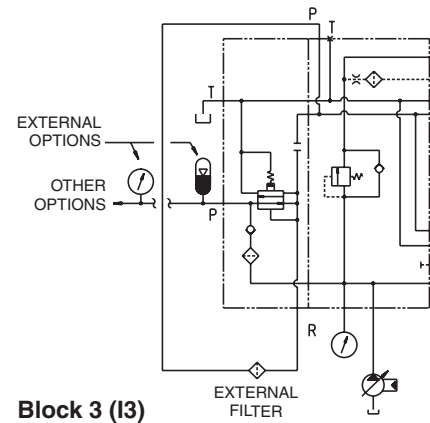 P
T
T
EXTERNAL
OPTIONS
OTHER
OPTIONS
P
R
EXTERNAL
FILTER
Block 3 (I3)